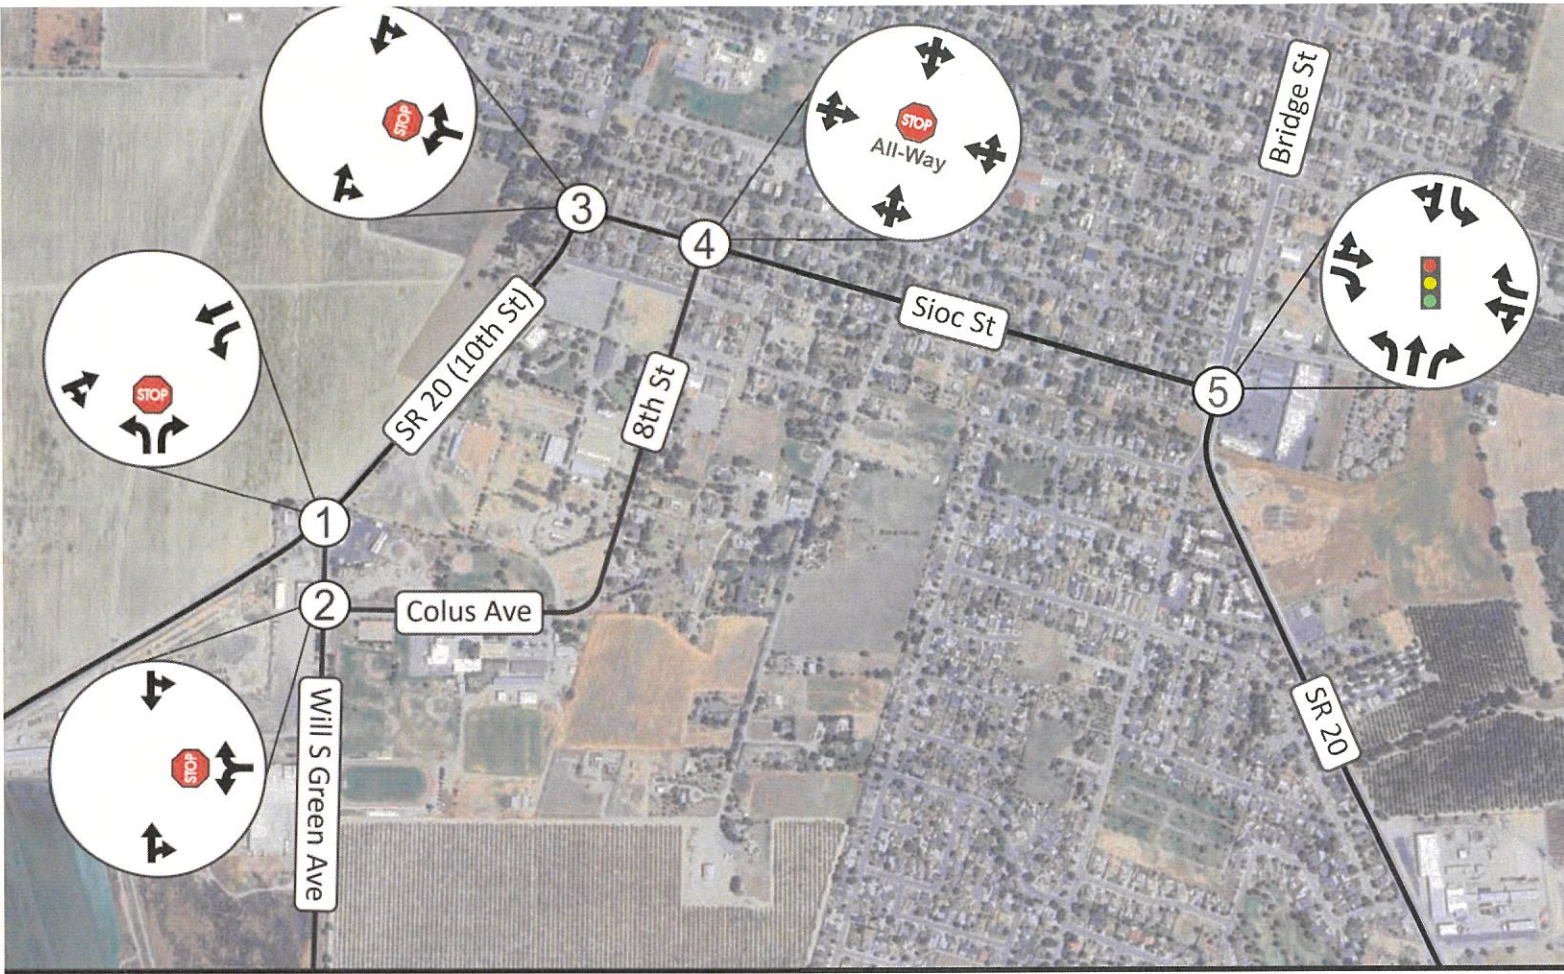 Bridge St
STOP
STOP
All-Way
3
4
Sioc St
SR 20 (10th St)
8th St
5
STOP
1
2
Colus Ave
STOP
Will S Green Ave
SR 20